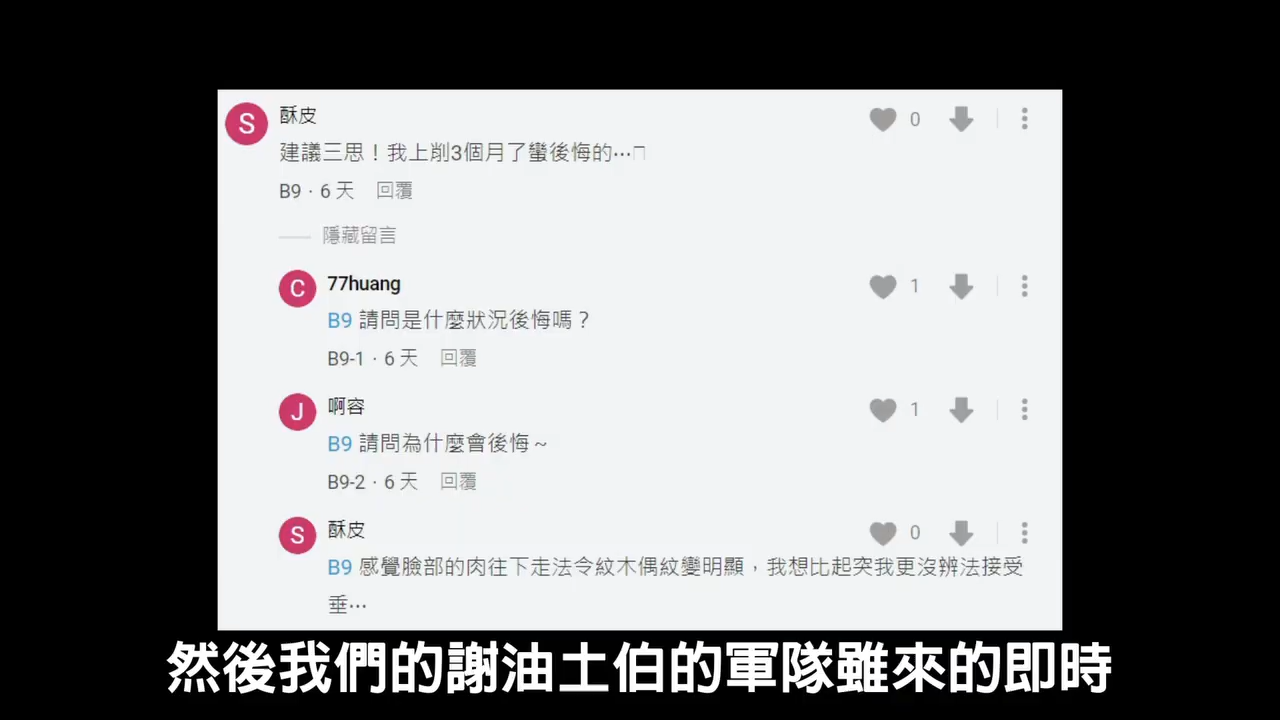 S
酥皮
0
建議三思！我上削3個月了蠻後悔的…
B9 · 6 天 回覆
隱藏留言
C
77huang
1
B9 請問是什麼狀況後悔嗎？
B9-1 · 6 天 回覆
J
啊容
1
B9 請問為什麼會後悔～
B9-2 · 6 天 回覆
S
酥皮
0
B9 感覺臉部的肉往下走法令紋木偶紋變明顯，我想比起突我更沒辨法接受
垂…
然後我們的謝油土伯的軍隊雖來的即時